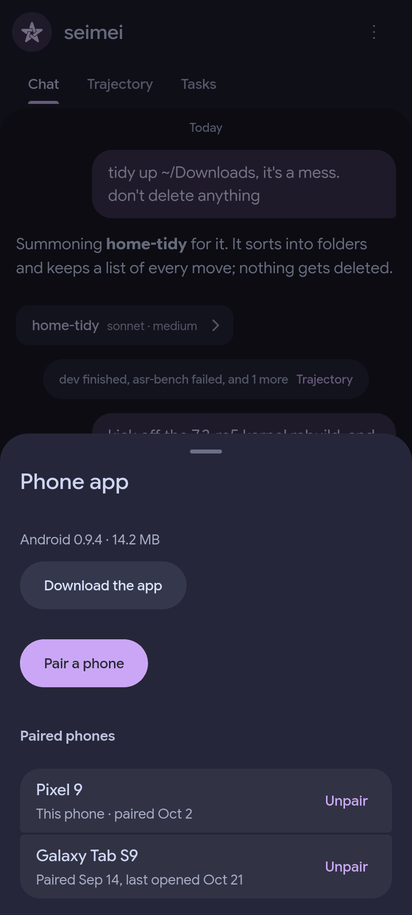 seimei
Chat Trajectory Tasks
Today
tidy up ~/Downloads, it's a mess.
don't delete anything
Summoning home-tidy for it. It sorts into folders
and keeps a list of every move; nothing gets deleted.
home-tidy sonnet · medium
dev finished, asr-bench failed, and 1 more Trajectory
Phone app
Android 0.9.4 · 14.2 MB
Download the app
Pair a phone
Paired phones
Pixel 9
This phone · paired Oct 2
Unpair
Galaxy Tab S9
Paired Sep 14, last opened Oct 21
Unpair